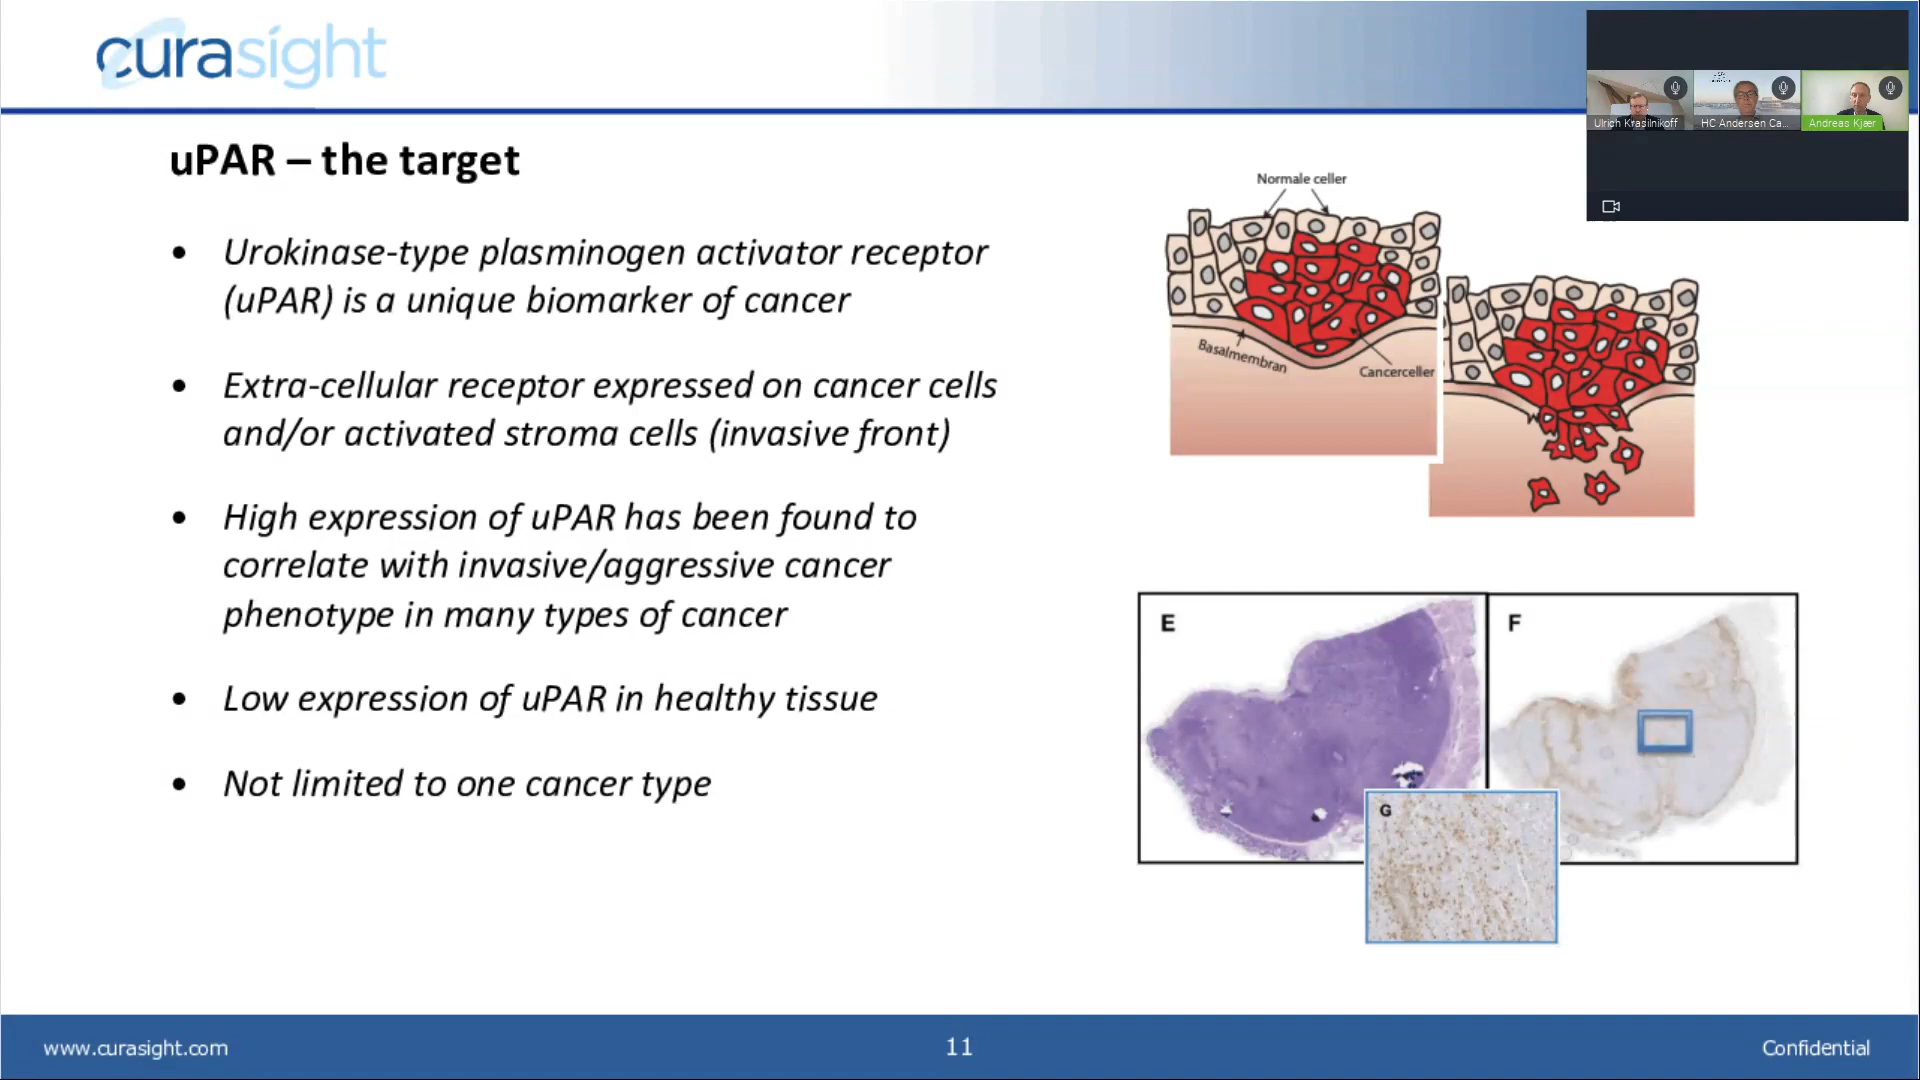 curasight
Ulrich Krasilnikoff
HC Andersen Ca...
Andreas Kjær
uPAR – the target
• Urokinase-type plasminogen activator receptor
(uPAR) is a unique biomarker of cancer
• Extra-cellular receptor expressed on cancer cells
and/or activated stroma cells (invasive front)
• High expression of uPAR has been found to
correlate with invasive/aggressive cancer
phenotype in many types of cancer
• Low expression of uPAR in healthy tissue
• Not limited to one cancer type
Normale celler
Basalmembran
Cancerceller
E
F
G
www.curasight.com
11
Confidential